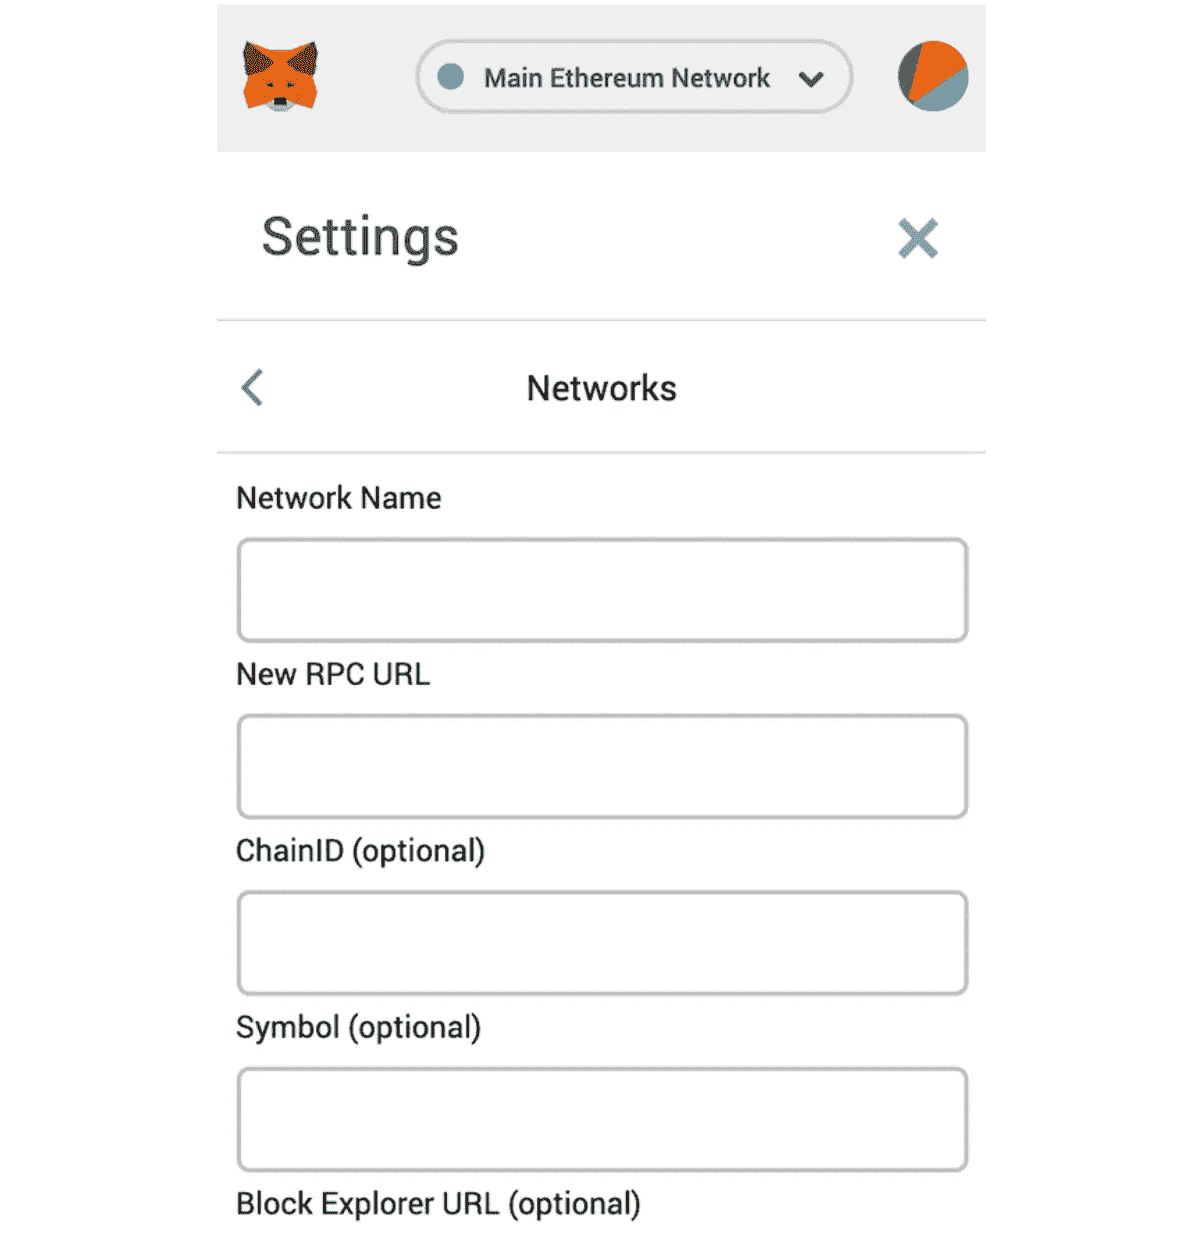 Main Ethereum Network
Settings
Networks
Network Name
New RPC URL
ChainID (optional)
Symbol (optional)
Block Explorer URL (optional)